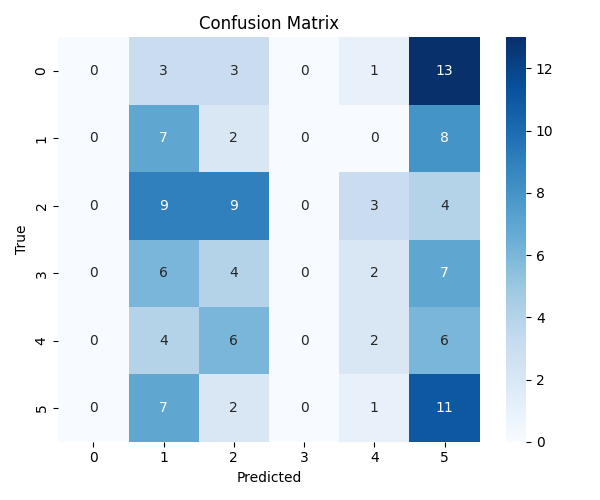 Confusion Matrix
0 0 3 3 0 1 13
1 0 7 2 0 0 8
2 0 9 9 0 3 4
3 0 6 4 0 2 7
4 0 4 6 0 2 6
5 0 7 2 0 1 11
0 1 2 3 4 5
True
Predicted
12
10
8
6
4
2
0